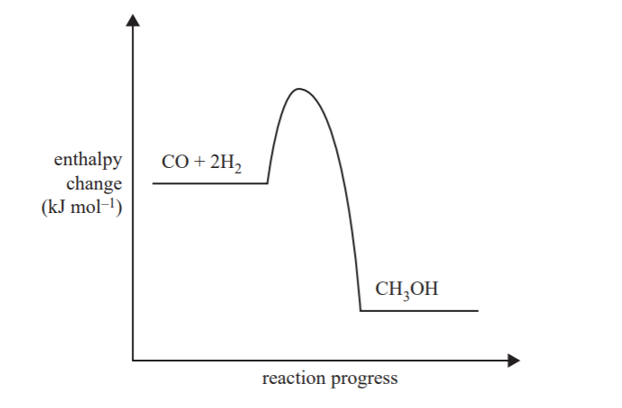 enthalpy
change
(kJ mol⁻¹)
CO + 2H₂
CH₃OH
reaction progress